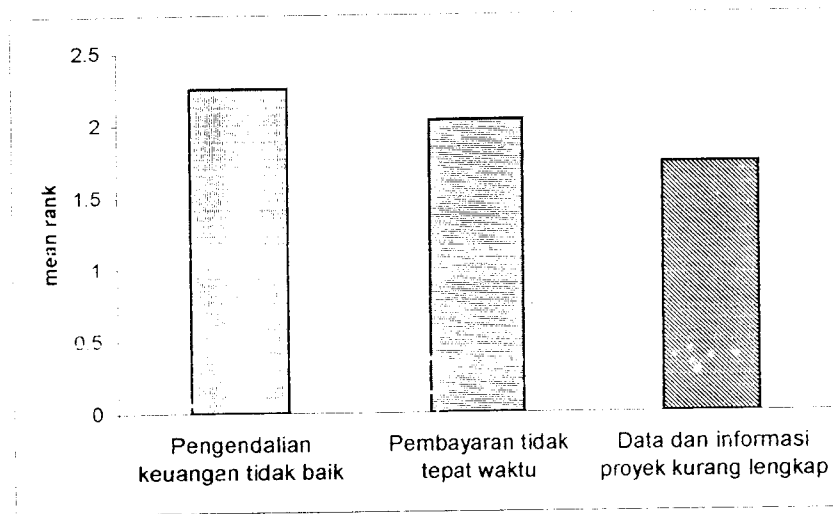 2.5
2
1.5
1
0.5
0
mean rank
Pengendalian
keuangan tidak baik
Pembayaran tidak
tepat waktu
Data dan informasi
proyek kurang lengkap